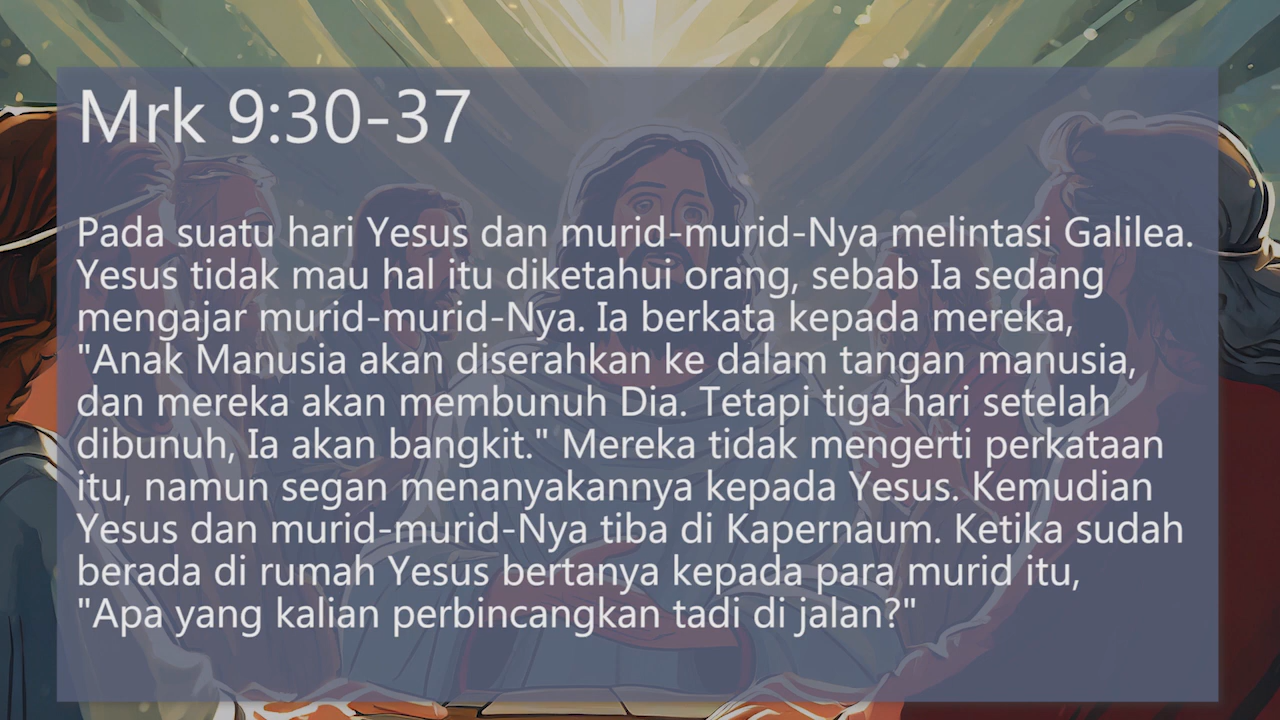 Mrk 9:30-37
Pada suatu hari Yesus dan murid-murid-Nya melintasi Galilea.
Yesus tidak mau hal itu diketahui orang, sebab Ia sedang
mengajar murid-murid-Nya. Ia berkata kepada mereka,
"Anak Manusia akan diserahkan ke dalam tangan manusia,
dan mereka akan membunuh Dia. Tetapi tiga hari setelah
dibunuh, Ia akan bangkit." Mereka tidak mengerti perkataan
itu, namun segan menanyakannya kepada Yesus. Kemudian
Yesus dan murid-murid-Nya tiba di Kapernaum. Ketika sudah
berada di rumah Yesus bertanya kepada para murid itu,
"Apa yang kalian perbincangkan tadi di jalan?"